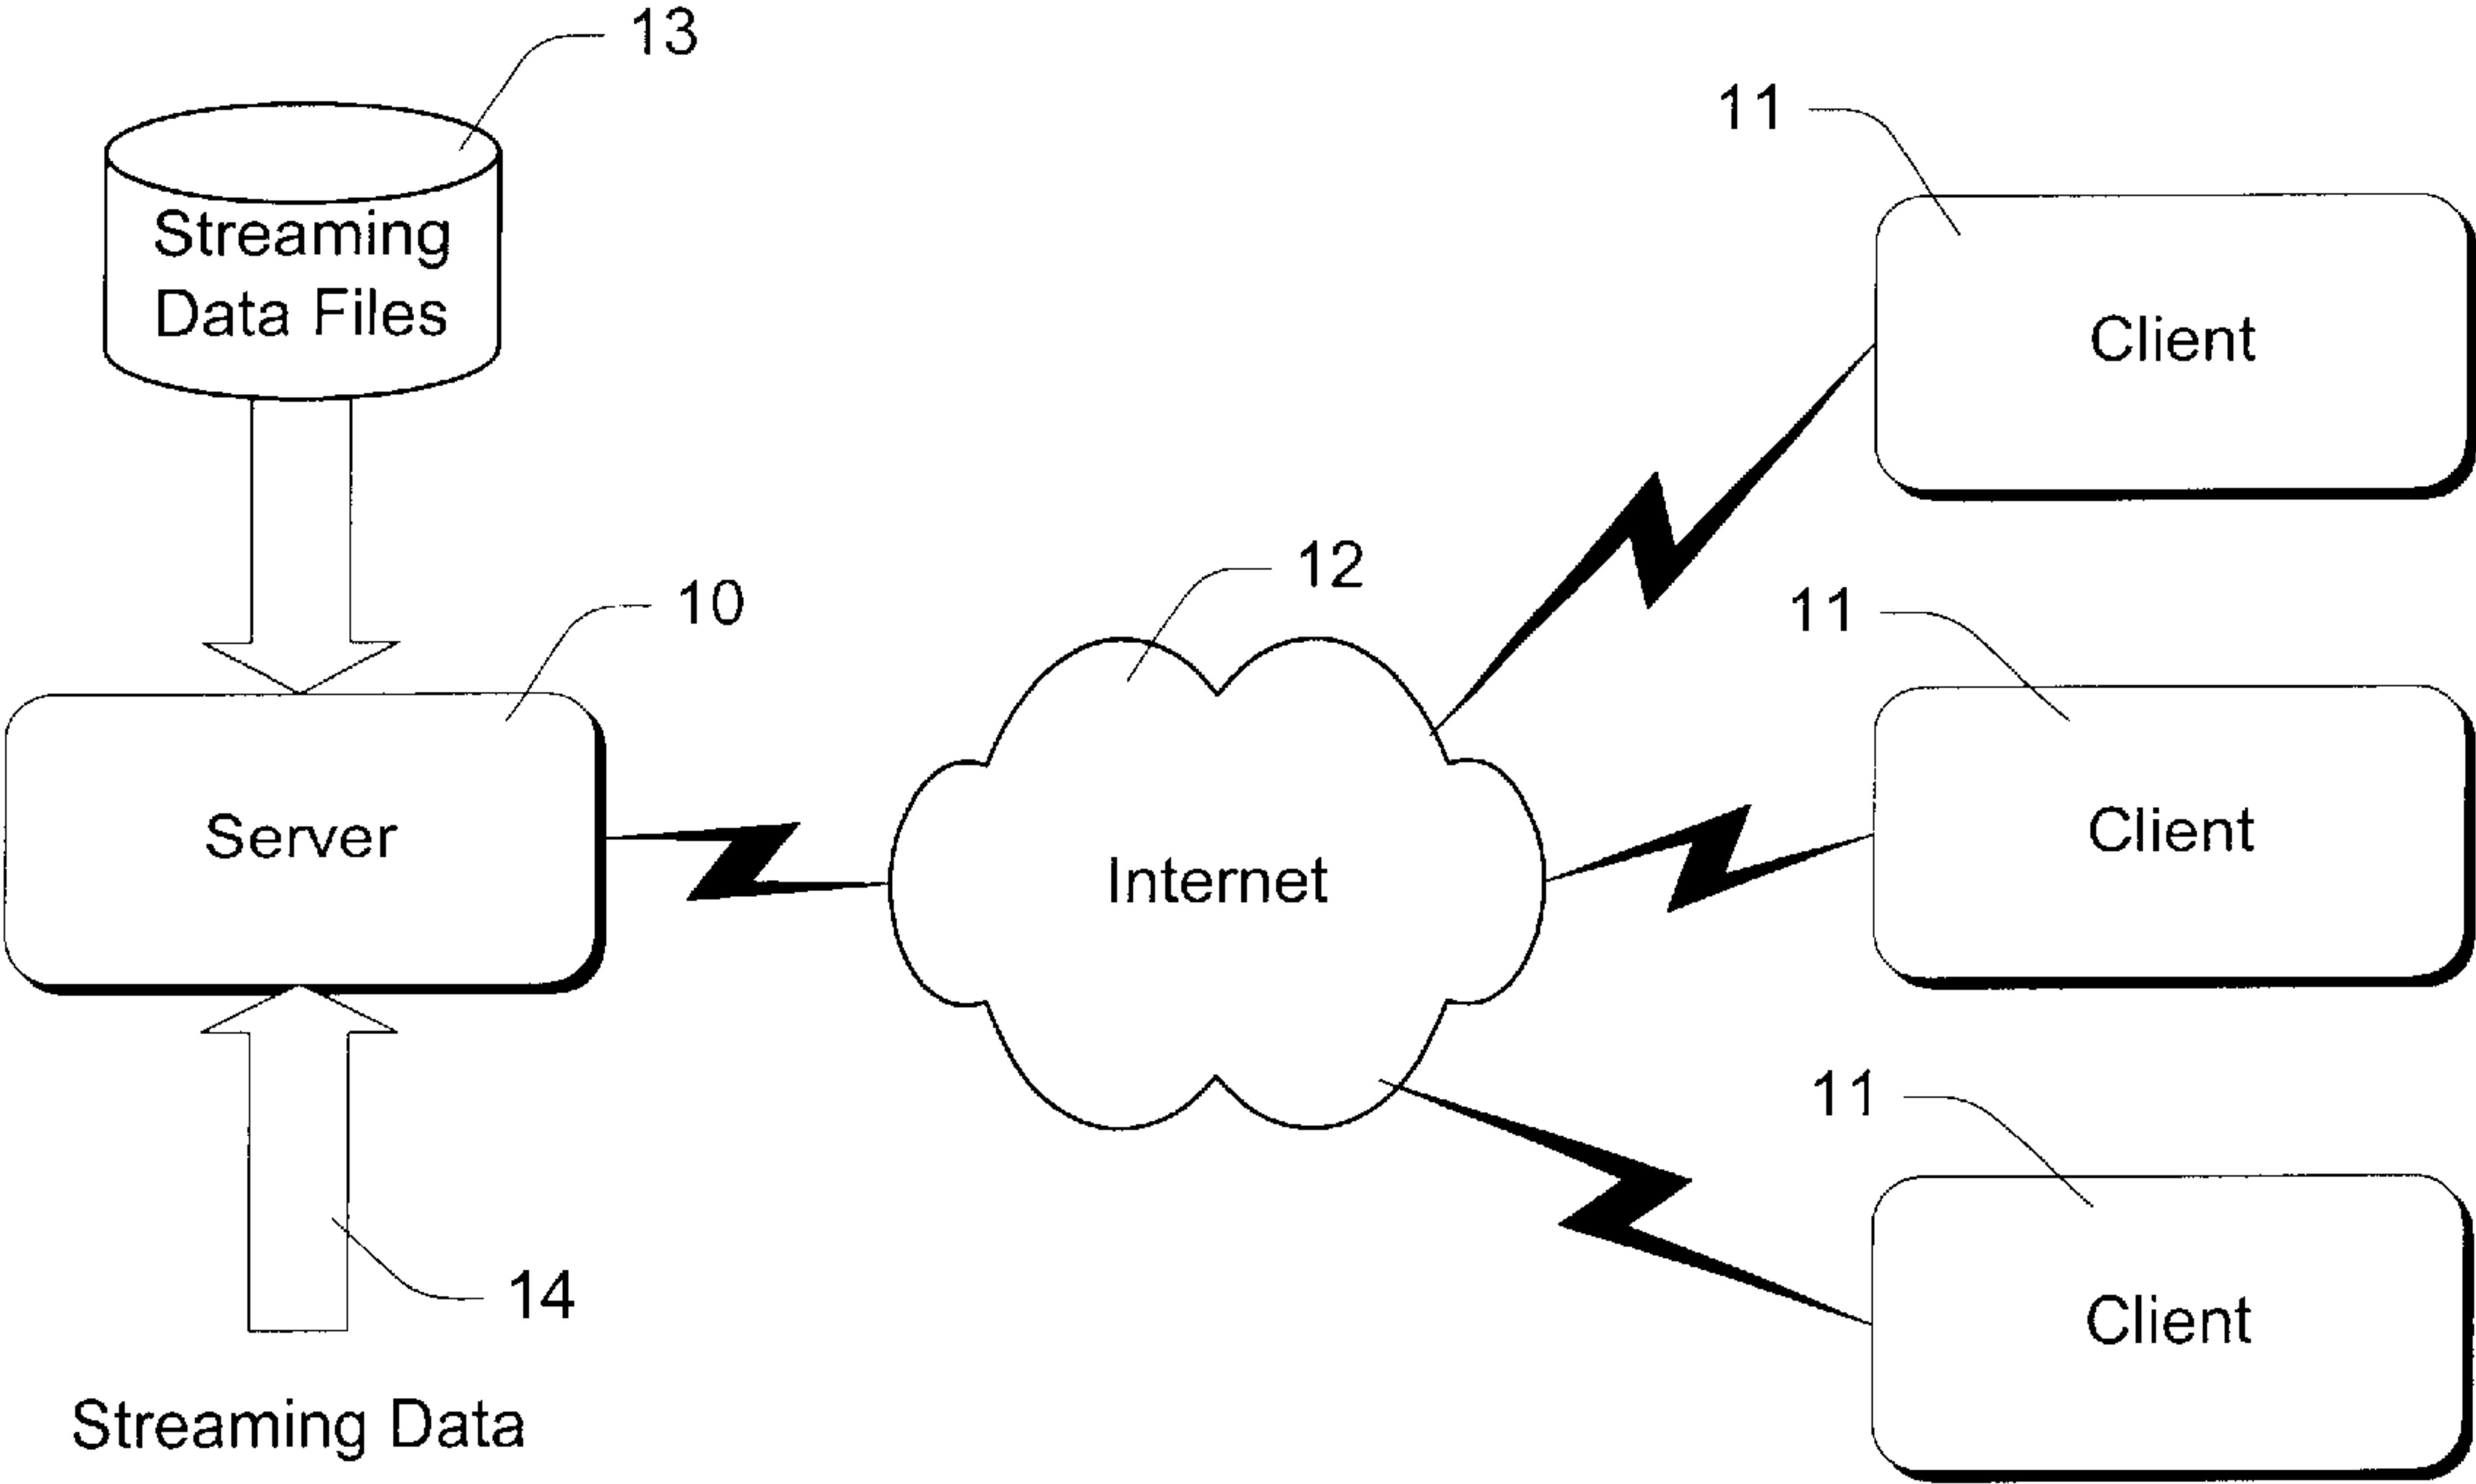 13
11
Streaming
Data Files
Client
12
10
11
Server
Internet
Client
11
14
Client
Streaming Data